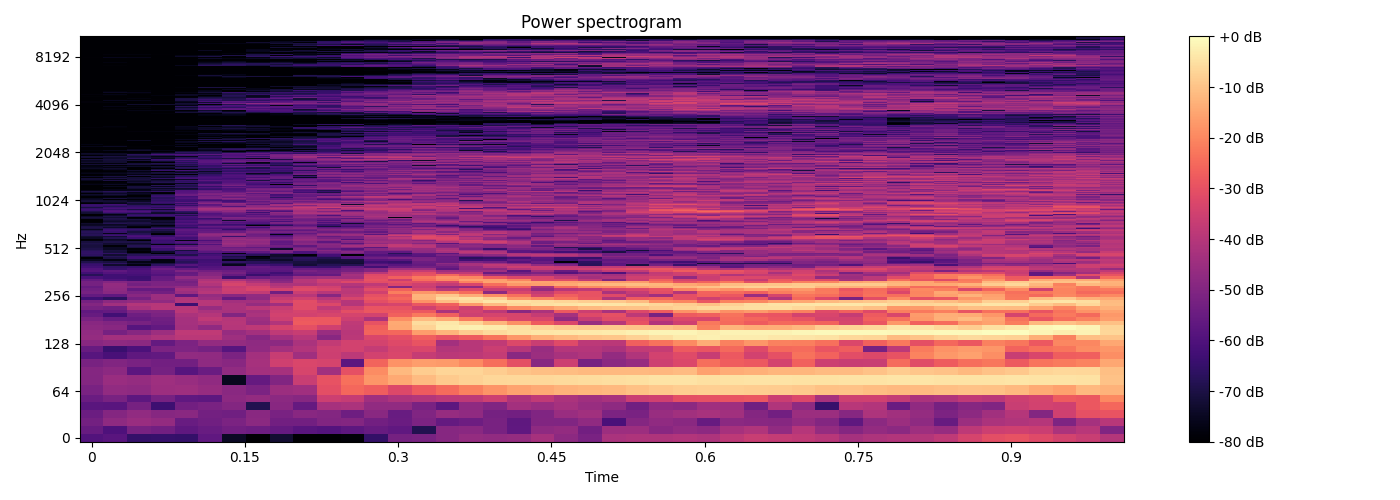 Power spectrogram
8192
4096
2048
1024
512
256
128
64
0
Hz
0 0.15 0.3 0.45 0.6 0.75 0.9
Time
+0 dB
-10 dB
-20 dB
-30 dB
-40 dB
-50 dB
-60 dB
-70 dB
-80 dB